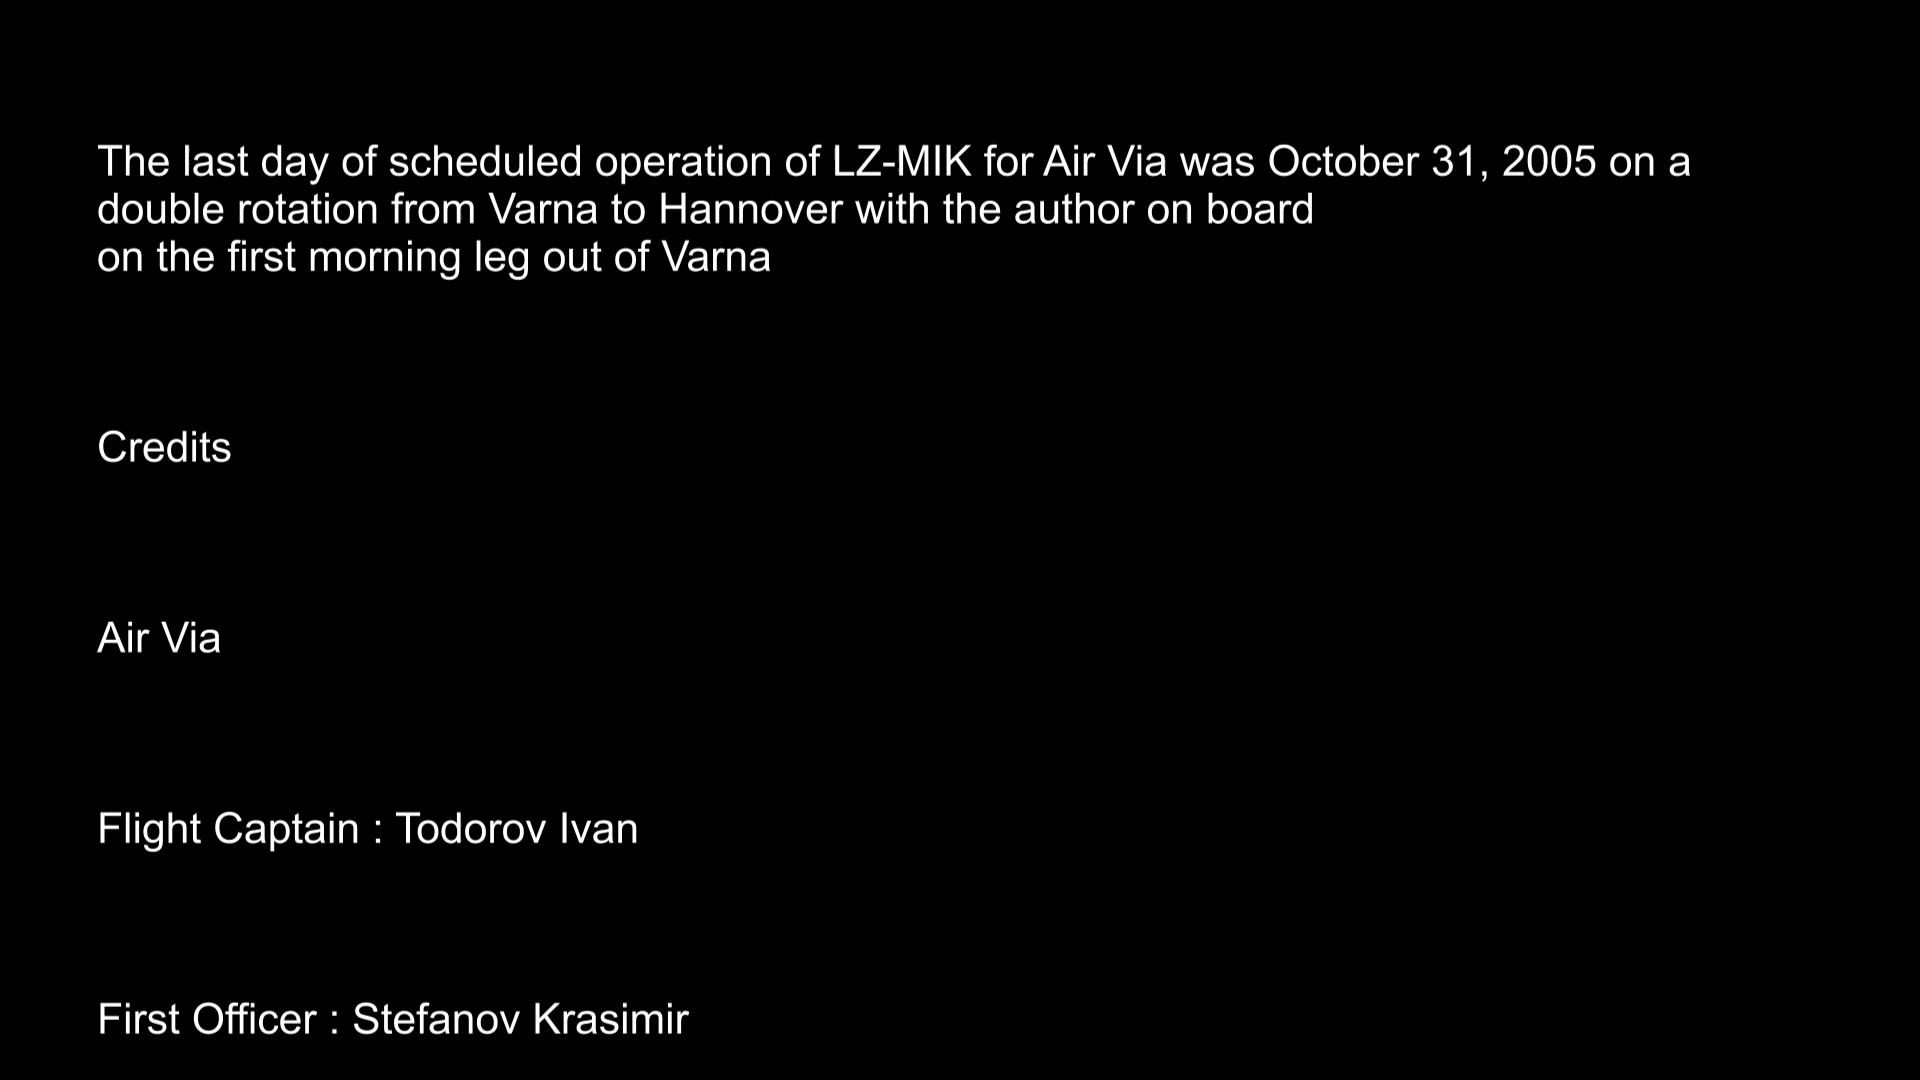 The last day of scheduled operation of LZ-MIK for Air Via was October 31, 2005 on a
double rotation from Varna to Hannover with the author on board
on the first morning leg out of Varna
Credits
Air Via
Flight Captain : Todorov Ivan
First Officer : Stefanov Krasimir